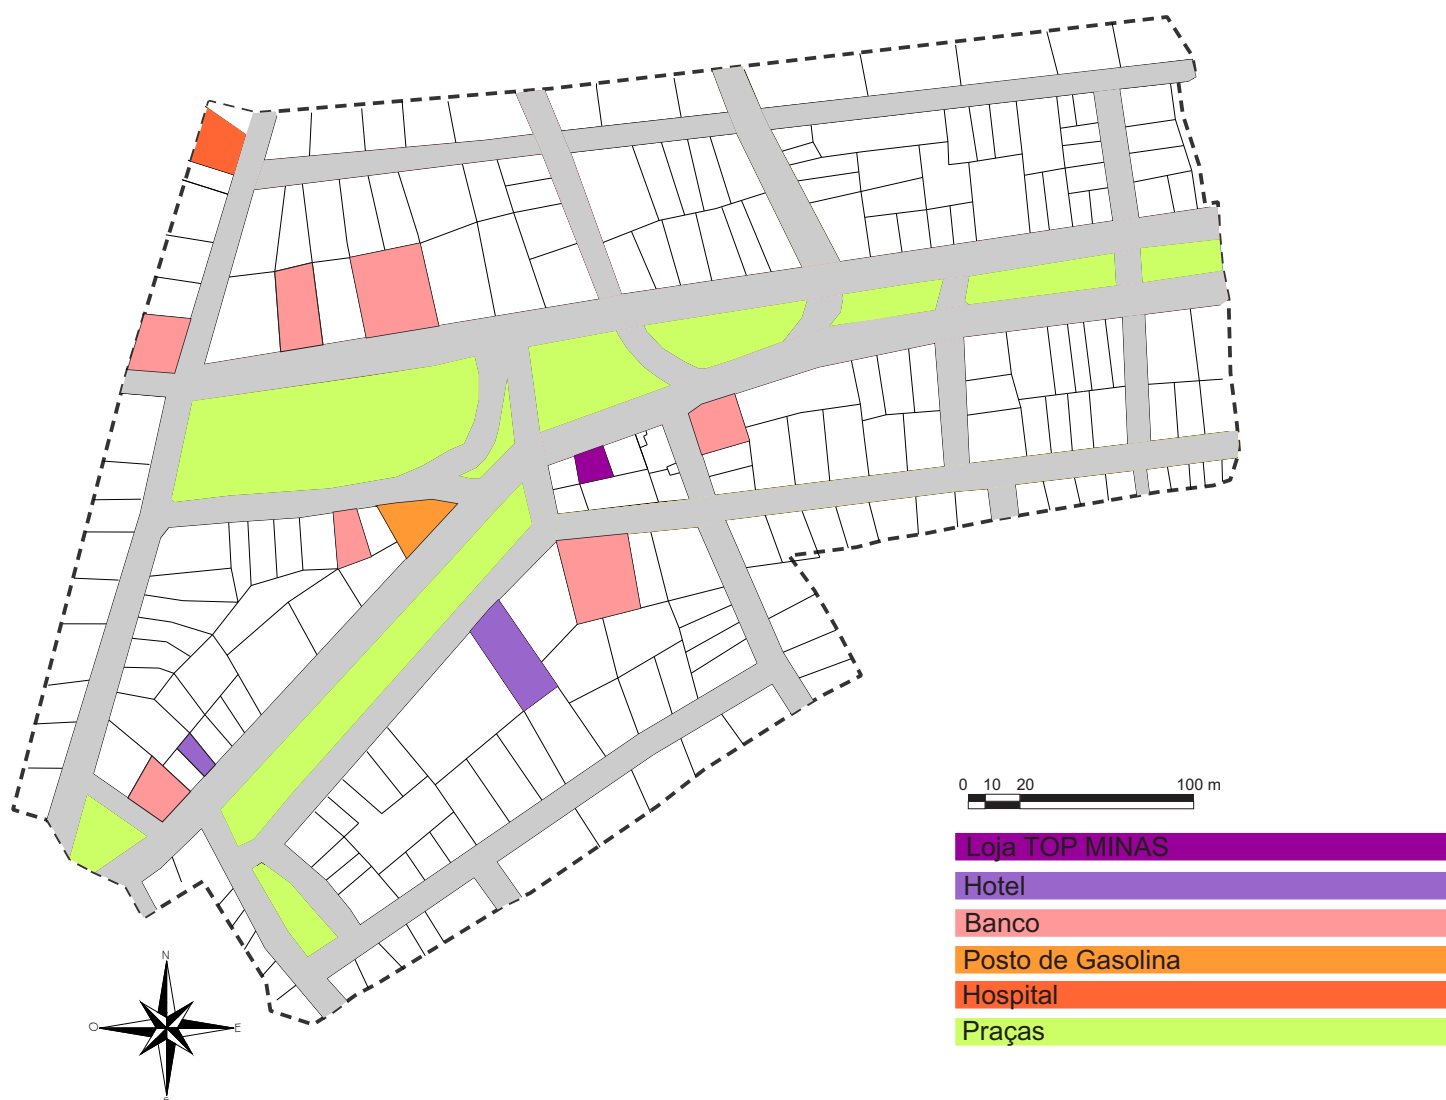 0 10 20 100 m
Loja TOP MINAS
Hotel
Banco
Posto de Gasolina
Hospital
Praças
N
O E